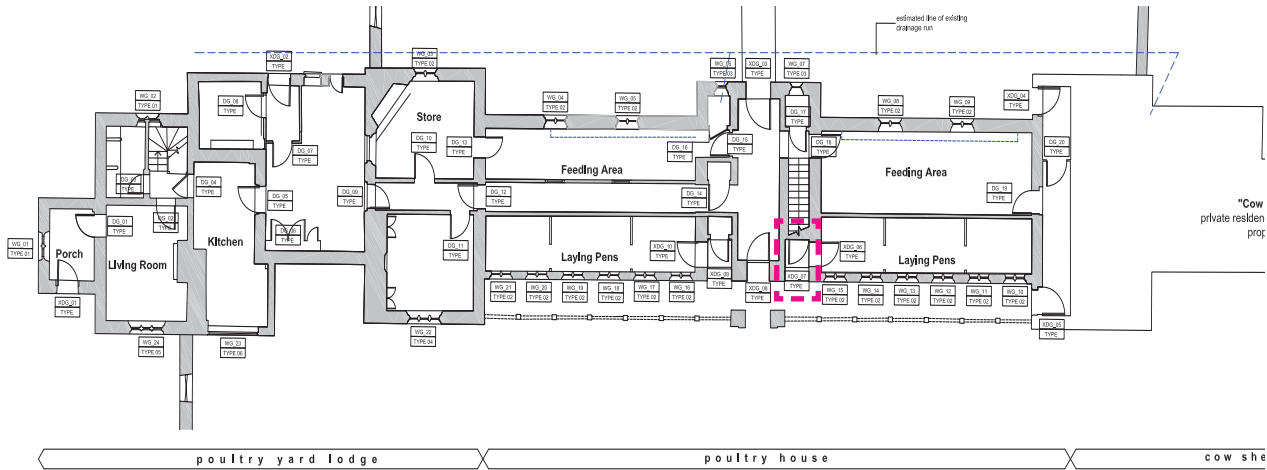 estimated line of existing
drainage run
XDG_02
TYPE
WG_03
TYPE 02
XDG_03
TYPE
WG_07
TYPE 03
TYPE 03
WG_02
TYPE 01
DG_08
TYPE
WG_04
TYPE 02
WG_05
TYPE 02
DG_17
TYPE
WG_08
TYPE 02
WG_09
TYPE 02
XDG_04
TYPE
Store
DG_10
TYPE
DG_13
TYPE
DG_07
TYPE
DG_16
TYPE
DG_15
TYPE
DG_18
TYPE
DG_20
TYPE
Feeding Area
Feeding Area
TYPE
DG_04
TYPE
DG_05
TYPE
DG_09
TYPE
DG_12
TYPE
DG_14
TYPE
DG_19
TYPE
"Cow
private residen
prop
DG_01
TYPE
DG_02
TYPE
DG_06
TYPE
KItchen
DG_11
TYPE
XDG_10
TYPE
XDG_06
TYPE
WG_01
TYPE 01
Porch
Living Room
Laying Pens
Laying Pens
XDG_09
TYPE
XDG_07
TYPE
XDG_08
TYPE
XDG_01
TYPE
WG_21
TYPE 02
WG_20
TYPE 02
WG_19
TYPE 02
WG_18
TYPE 02
WG_17
TYPE 02
WG_16
TYPE 02
WG_15
TYPE 02
WG_14
TYPE 02
WG_13
TYPE 02
WG_12
TYPE 02
WG_11
TYPE 02
WG_10
TYPE 02
XDG_05
TYPE
WG_24
TYPE 05
WG_23
TYPE 06
WG_22
TYPE 04
poultry yard lodge
poultry house
cow she